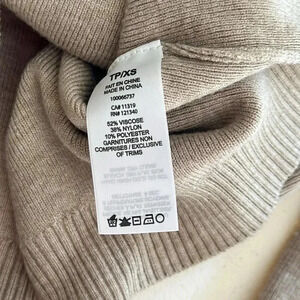 TP/XS
FAIT EN CHINE
MADE IN CHINA
100066737
CA# 11319
RN# 121340
52% VISCOSE
38% NYLON
10% POLYESTER
GARNITURES NON
COMPRISES / EXCLUSIVE
OF TRIMS